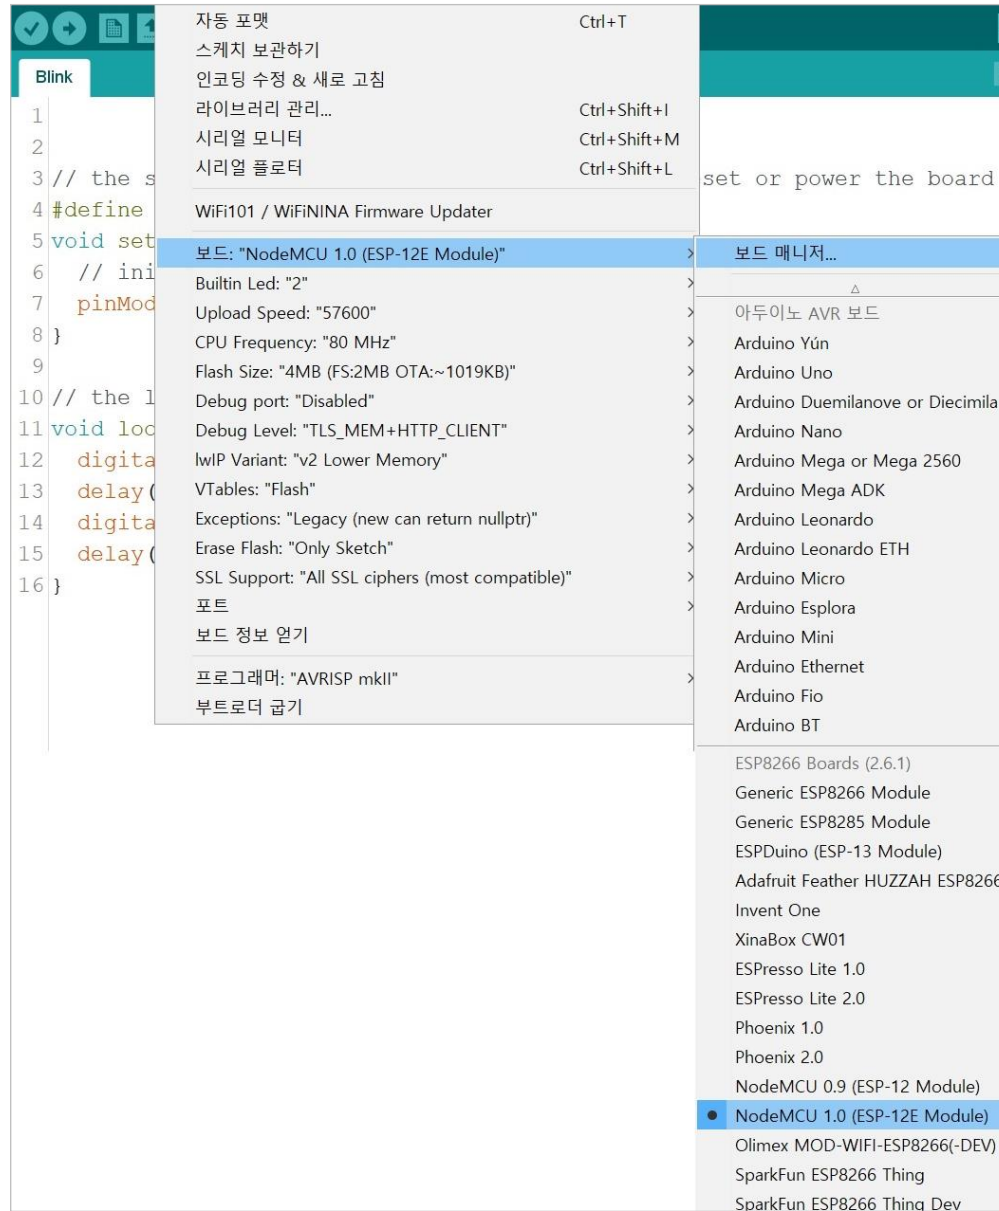 자동 포맷 Ctrl+T
스케치 보관하기
인코딩 수정 & 새로 고침
라이브러리 관리... Ctrl+Shift+I
시리얼 모니터 Ctrl+Shift+M
시리얼 플로터 Ctrl+Shift+L
WiFi101 / WiFiNINA Firmware Updater
보드: "NodeMCU 1.0 (ESP-12E Module)"
Builtin Led: "2"
Upload Speed: "57600"
CPU Frequency: "80 MHz"
Flash Size: "4MB (FS:2MB OTA:~1019KB)"
Debug port: "Disabled"
Debug Level: "TLS_MEM+HTTP_CLIENT"
lwIP Variant: "v2 Lower Memory"
VTables: "Flash"
Exceptions: "Legacy (new can return nullptr)"
Erase Flash: "Only Sketch"
SSL Support: "All SSL ciphers (most compatible)"
포트
보드 정보 얻기
프로그래머: "AVRISP mkII"
부트로더 굽기
Blink
1
2
3 // the s set or power the board
4 #define
5 void set
6 // ini
7 pinMod
8 }
9
10 // the l
11 void loo
12 digita
13 delay(
14 digita
15 delay(
16 }
보드 매니저...
아두이노 AVR 보드
Arduino Yún
Arduino Uno
Arduino Duemilanove or Diecimila
Arduino Nano
Arduino Mega or Mega 2560
Arduino Mega ADK
Arduino Leonardo
Arduino Leonardo ETH
Arduino Micro
Arduino Esplora
Arduino Mini
Arduino Ethernet
Arduino Fio
Arduino BT
ESP8266 Boards (2.6.1)
Generic ESP8266 Module
Generic ESP8285 Module
ESPDuino (ESP-13 Module)
Adafruit Feather HUZZAH ESP8266
Invent One
XinaBox CW01
ESPresso Lite 1.0
ESPresso Lite 2.0
Phoenix 1.0
Phoenix 2.0
NodeMCU 0.9 (ESP-12 Module)
NodeMCU 1.0 (ESP-12E Module)
Olimex MOD-WIFI-ESP8266(-DEV)
SparkFun ESP8266 Thing
SparkFun ESP8266 Thing Dev